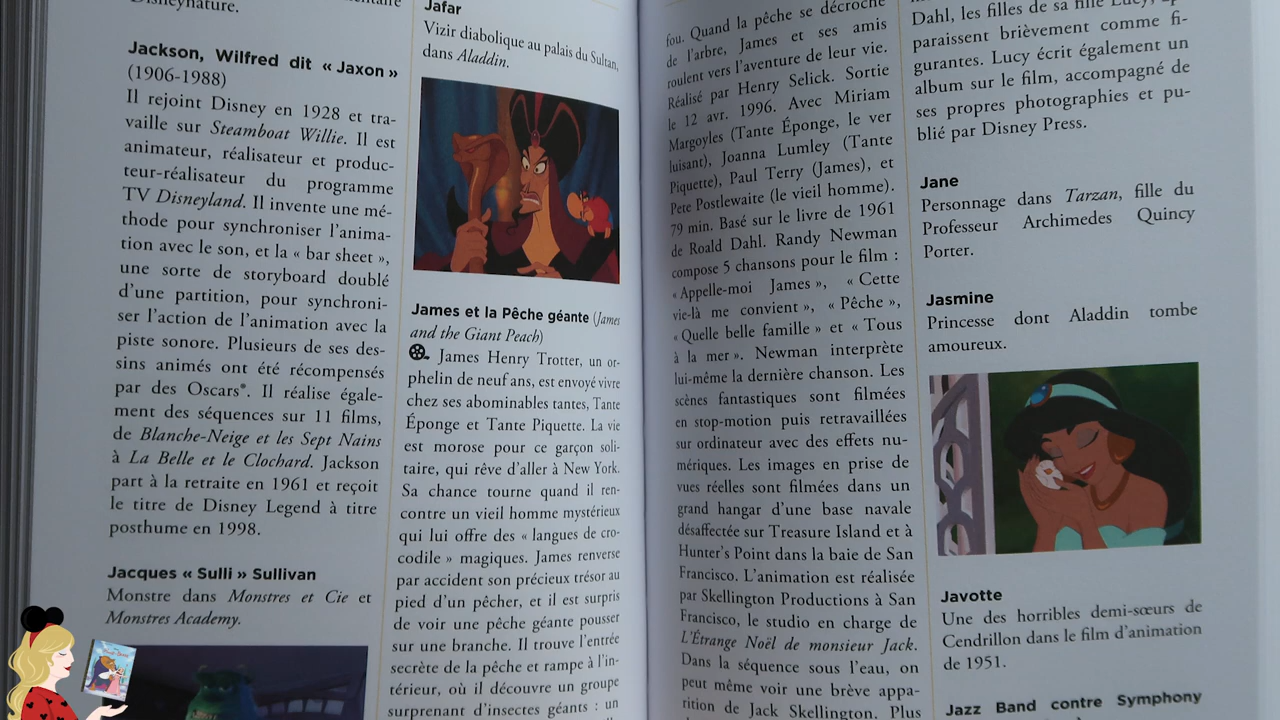 Disneynature.
Jackson, Wilfred dit « Jaxon »
(1906-1988)
Il rejoint Disney en 1928 et tra-
vaille sur Steamboat Willie. Il est
animateur, réalisateur et produc-
teur-réalisateur du programme
TV Disneyland. Il invente une mé-
thode pour synchroniser l'anima-
tion avec le son, et la « bar sheet »,
une sorte de storyboard doublé
d'une partition, pour synchroni-
ser l'action de l'animation avec la
piste sonore. Plusieurs de ses des-
sins animés ont été récompensés
par des Oscars®. Il réalise égale-
ment des séquences sur 11 films,
de Blanche-Neige et les Sept Nains
à La Belle et le Clochard. Jackson
part à la retraite en 1961 et reçoit
le titre de Disney Legend à titre
posthume en 1998.
Jacques « Sulli » Sullivan
Monstre dans Monstres et Cie et
Monstres Academy.
Jafar
Vizir diabolique au palais du Sultan,
dans Aladdin.
James et la Pêche géante (James
and the Giant Peach)
James Henry Trotter, un or-
phelin de neuf ans, est envoyé vivre
chez ses abominables tantes, Tante
Éponge et Tante Piquette. La vie
est morose pour ce garçon soli-
taire, qui rêve d'aller à New York.
Sa chance tourne quand il ren-
contre un vieil homme mystérieux
qui lui offre des « langues de cro-
codile » magiques. James renverse
par accident son précieux trésor au
pied d'un pêcher, et il est surpris
de voir une pêche géante pousser
sur une branche. Il trouve l'entrée
secrète de la pêche et rampe à l'in-
térieur, où il découvre un groupe
surprenant d'insectes géants : un
fou. Quand la pêche se décroche
de l'arbre, James et ses amis
roulent vers l'aventure de leur vie.
Réalisé par Henry Selick. Sortie
le 12 avr. 1996. Avec Miriam
Margoyles (Tante Éponge, le ver
luisant), Joanna Lumley (Tante
Piquette), Paul Terry (James), et
Pete Postlewaite (le vieil homme).
79 min. Basé sur le livre de 1961
de Roald Dahl. Randy Newman
compose 5 chansons pour le film :
« Appelle-moi James », « Cette
vie-là me convient », « Pêche »,
« Quelle belle famille » et « Tous
à la mer ». Newman interprète
lui-même la dernière chanson. Les
scènes fantastiques sont filmées
en stop-motion puis retravaillées
sur ordinateur avec des effets nu-
mériques. Les images en prise de
vues réelles sont filmées dans un
grand hangar d'une base navale
désaffectée sur Treasure Island et à
Hunter's Point dans la baie de San
Francisco. L'animation est réalisée
par Skellington Productions à San
Francisco, le studio en charge de
L'Étrange Noël de monsieur Jack.
Dans la séquence sous l'eau, on
peut même voir une brève appa-
rition de Jack Skellington. Plus
Dahl, les filles de sa fille Lucy, ap-
paraissent brièvement comme fi-
gurantes. Lucy écrit également un
album sur le film, accompagné de
ses propres photographies et pu-
blié par Disney Press.
Jane
Personnage dans Tarzan, fille du
Professeur Archimedes Quincy
Porter.
Jasmine
Princesse dont Aladdin tombe
amoureux.
Javotte
Une des horribles demi-sœurs de
Cendrillon dans le film d'animation
de 1951.
Jazz Band contre Symphony